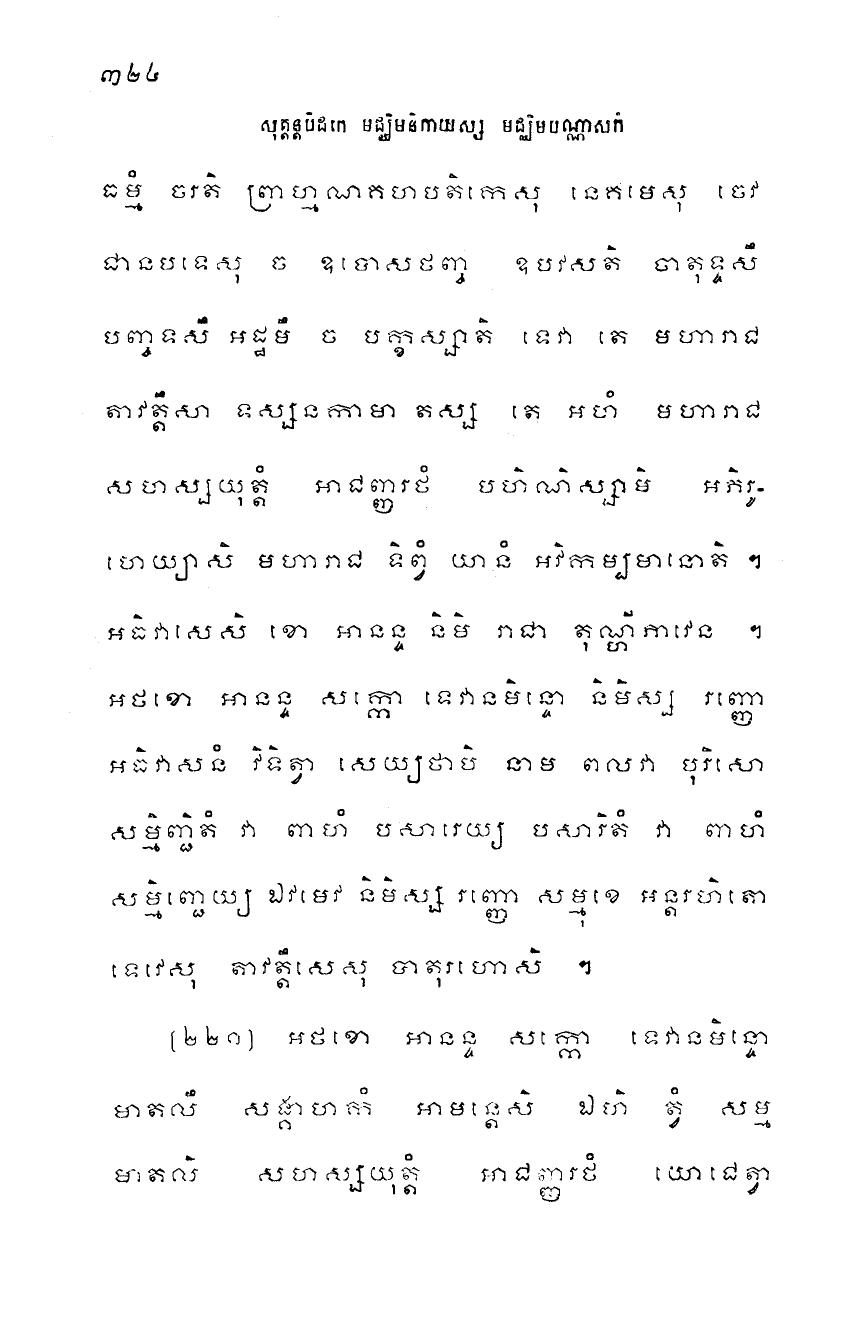 ៣២៤
សុត្តន្តបិដកេ មជ្ឈិមនិកាយស្ស មជ្ឈិមបណ្ណាសកំ
ធម្មំ ចរតិ ព្រាហ្មណគហបតិកេសុ នេគមេសុ ចេវ
ជានបទេសុ ច ឧបោសថញ្ច ឧបវសតិ ចាតុទ្ទសឹ
បញ្ចទសឹ អដ្ឋមឹ ច បក្ខស្សាតិ ទេវា តេ មហារាជ
តាវត្តឹសា ទស្សនកាមា តស្ស តេ អហំ មហារាជ
សហស្សយុត្តំ អាជញ្ញរថំ បហិណិស្សាមិ អភិរូ-
ហេយ្យាសិ មហារាជ ទិព្វំ យានំ អវិកម្បមានោតិ ។
អធិវាសេសិ ខោ អានន្ទ និមិ រាជា តុណ្ហីភាវេន ។
អថខោ អានន្ទ សក្កោ ទេវានមិន្ទោ និមិស្ស រញ្ញោ
អធិវាសនំ វិទិត្វា សេយ្យថាបិ នាម ពលវា បុរិសោ
សម្មិញ្ជិតំ វា ពាហំ បសារេយ្យ បសារិតំ វា ពាហំ
សម្មិញ្ជេយ្យ ឯវមេវ និមិស្ស រញ្ញោ សម្មុខេ អន្តរហិតោ
ទេវេសុ តាវត្តឹសេសុ បាតុរហោសិ ។
(២២១) អថខោ អានន្ទ សក្កោ ទេវានមិន្ទោ
មាតលឹ សង្គាហកំ អាមន្តេសិ ឯហិ ត្វំ សម្ម
មាតលិ សហស្សយុត្តំ អាជញ្ញរថំ យោជេត្វា